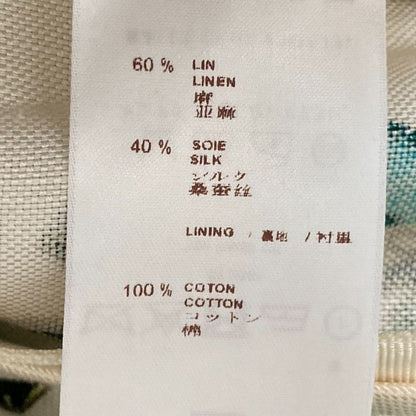 60 % LIN
LINEN
麻
亜麻
40 % SOIE
SILK
シルク
桑蚕丝
LINING / 裏地 / 衬里
100 % COTON
COTTON
コットン
棉